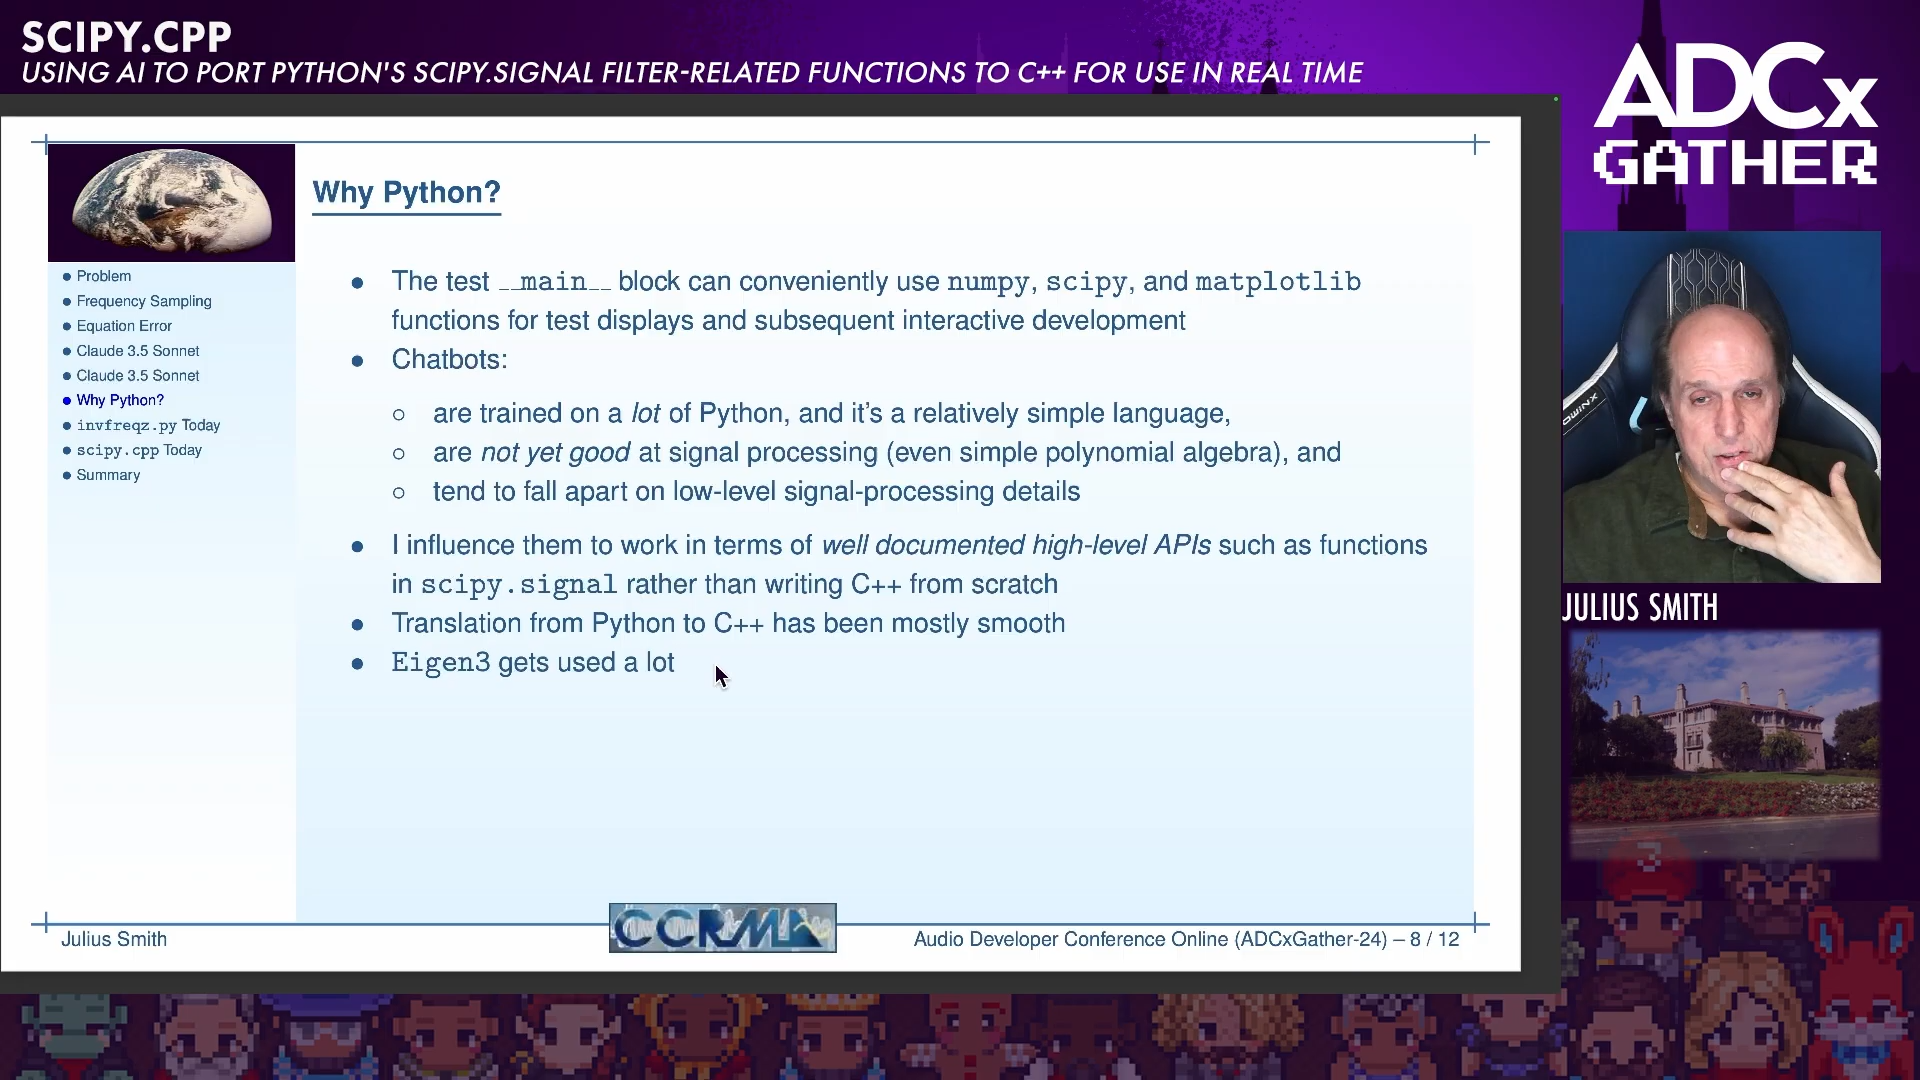 SCIPY.CPP
USING AI TO PORT PYTHON'S SCIPY.SIGNAL FILTER-RELATED FUNCTIONS TO C++ FOR USE IN REAL TIME
ADCx
GATHER
Why Python?
● Problem
● Frequency Sampling
● Equation Error
● Claude 3.5 Sonnet
● Claude 3.5 Sonnet
● Why Python?
● invfreqz.py Today
● scipy.cpp Today
● Summary
● The test __main__ block can conveniently use numpy, scipy, and matplotlib
functions for test displays and subsequent interactive development
● Chatbots:
○ are trained on a lot of Python, and it's a relatively simple language,
○ are not yet good at signal processing (even simple polynomial algebra), and
○ tend to fall apart on low-level signal-processing details
● I influence them to work in terms of well documented high-level APIs such as functions
in scipy.signal rather than writing C++ from scratch
● Translation from Python to C++ has been mostly smooth
● Eigen3 gets used a lot
JULIUS SMITH
Julius Smith
CCRMA
Audio Developer Conference Online (ADCxGather-24) – 8 / 12